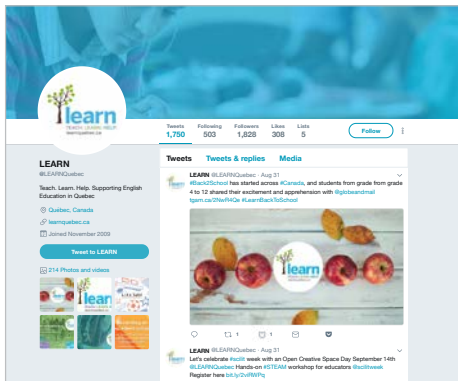 learn
TEACH LEARN HELP
learnquebec.ca
Tweets Following Followers Likes Lists
1,750 503 1,828 308 5
Follow
LEARN
@LEARNQuebec
Teach. Learn. Help. Supporting English
Education in Quebec
Québec, Canada
learnquebec.ca
Joined November 2009
Tweet to LEARN
214 Photos and videos
learn
Tweets Tweets & replies Media
LEARN @LEARNQuebec · Aug 31
#Back2School has started across #Canada, and students from grade from grade
4 to 12 shared their excitement and apprehension with @globeandmail
tgam.ca/2NwR4Qs #LearnBackToSchool
learn
1 1
LEARN @LEARNQuebec · Aug 31
Let's celebrate #scilit week with an Open Creative Space Day September 14th
@LEARNQuebec Hands-on #STEAM workshop for educators @scilitweek
Register here